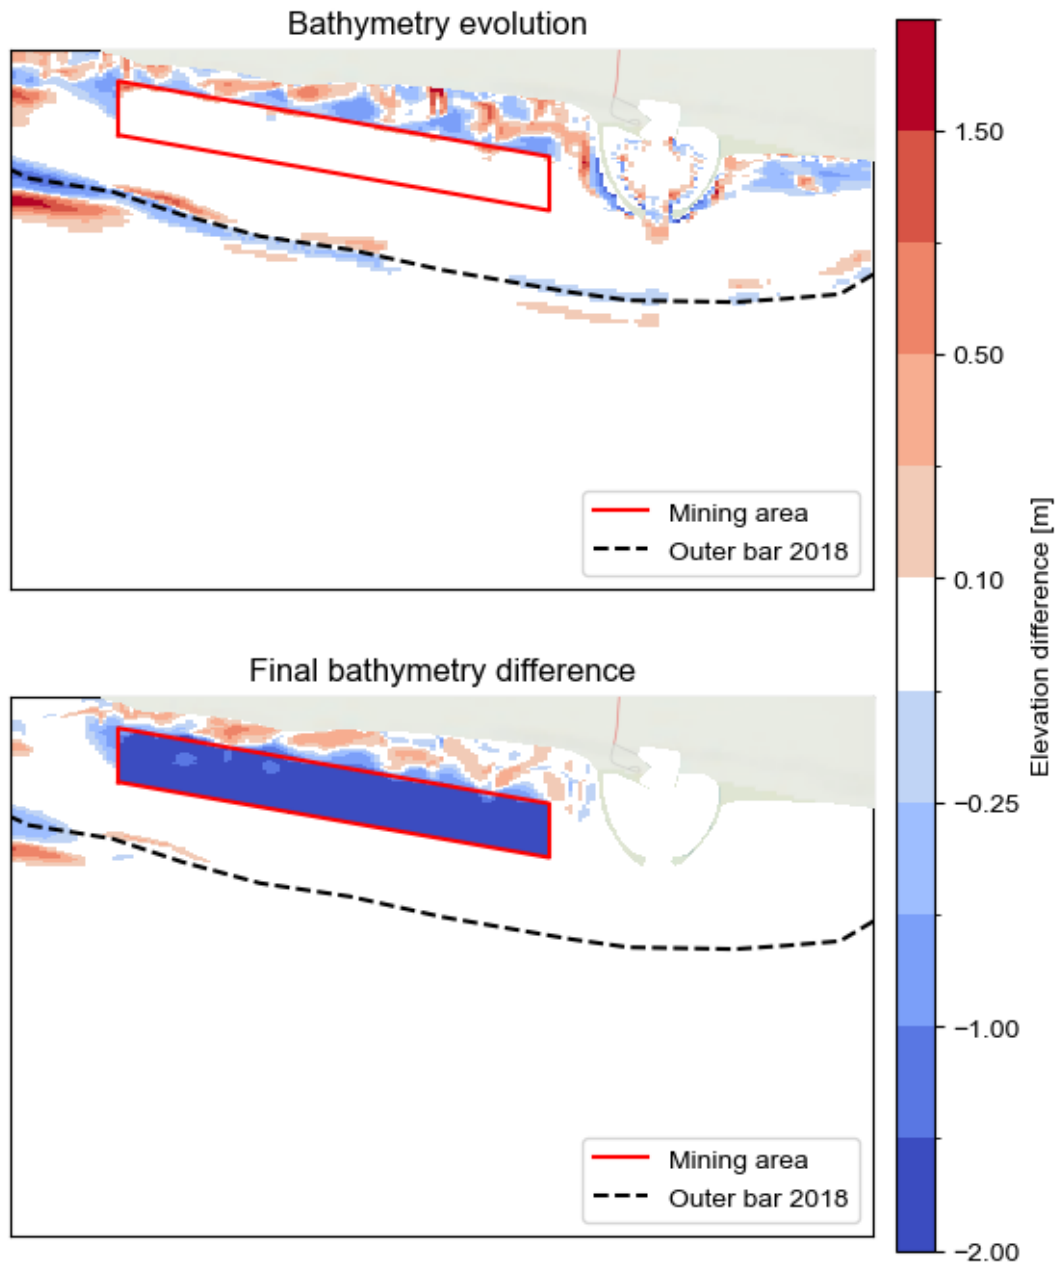 Bathymetry evolution
Mining area
Outer bar 2018
Final bathymetry difference
Mining area
Outer bar 2018
1.50
0.50
0.10
−0.25
−1.00
−2.00
Elevation difference [m]